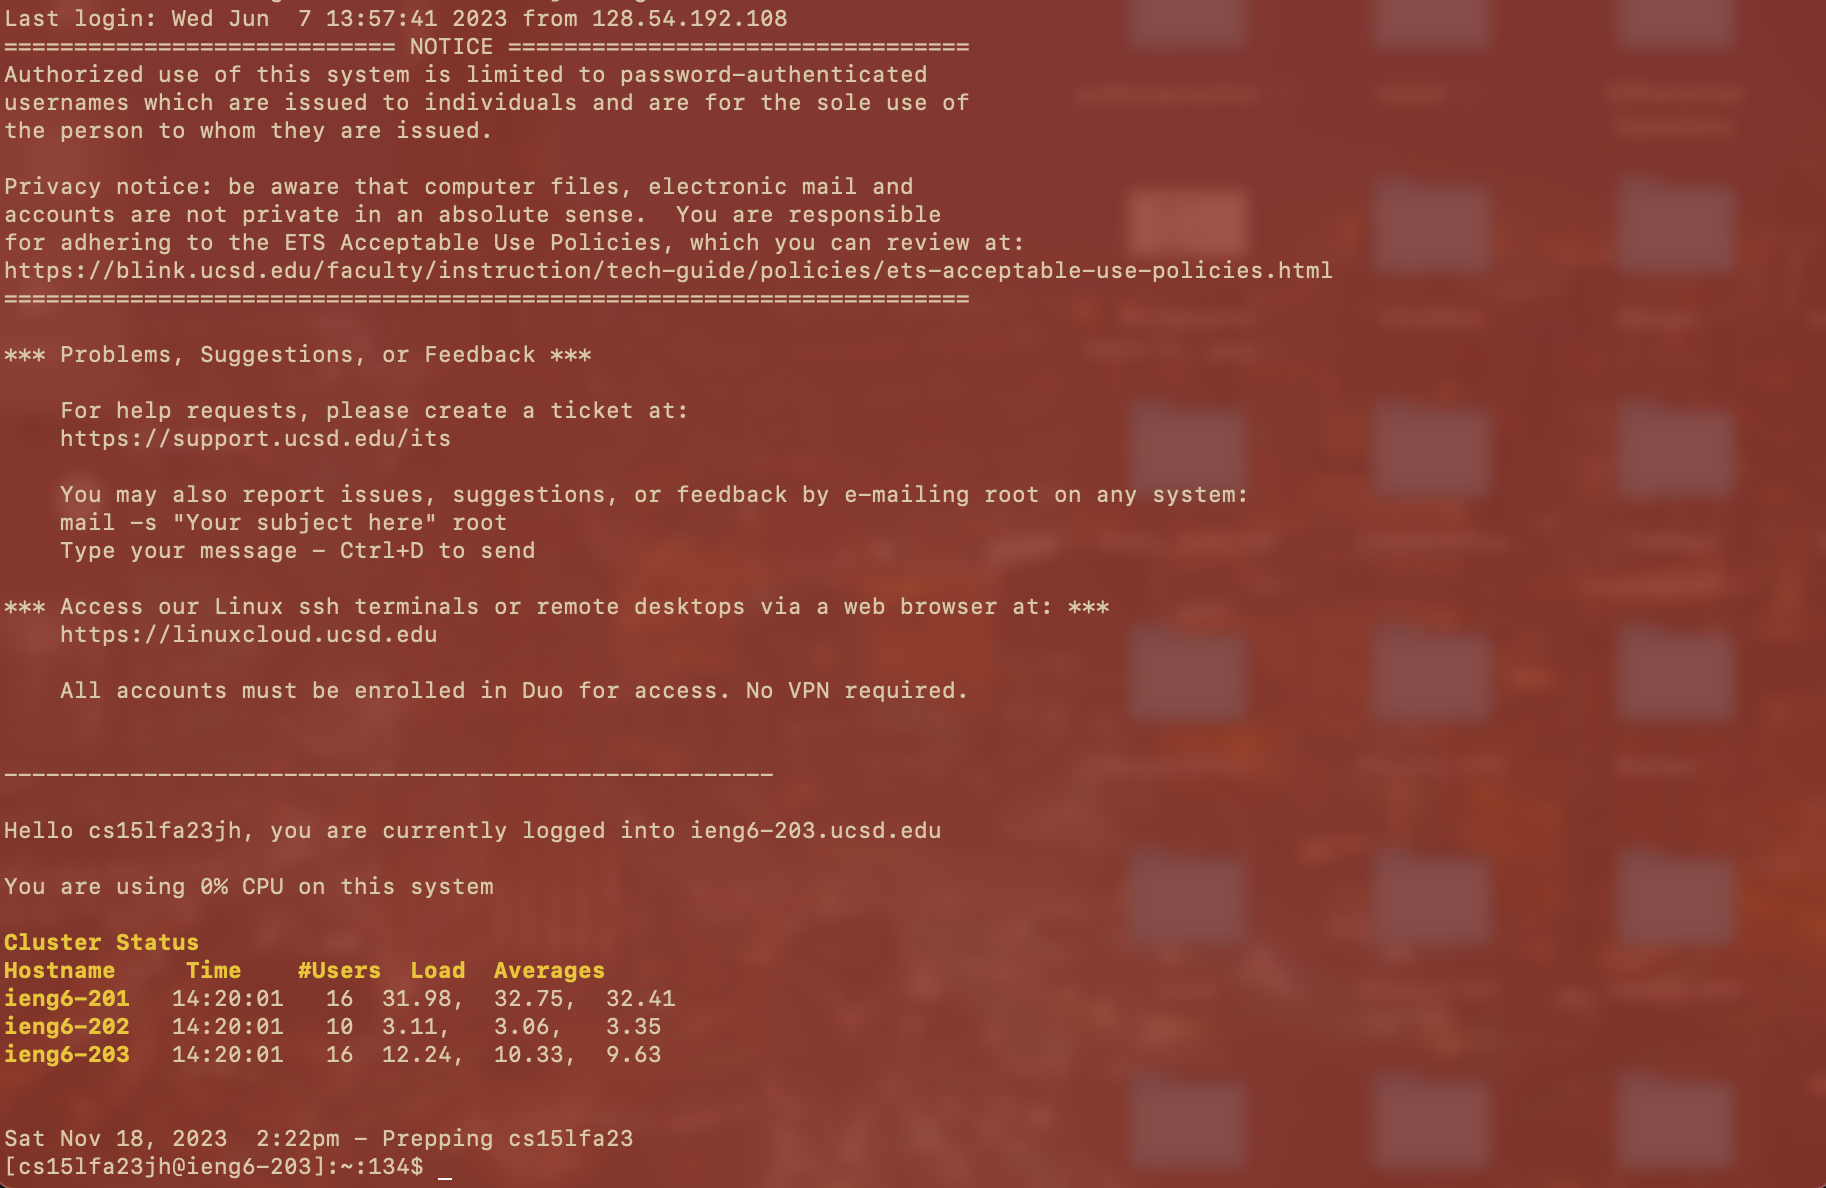 Last login: Wed Jun  7 13:57:41 2023 from 128.54.192.108
============================ NOTICE =================================
Authorized use of this system is limited to password-authenticated
usernames which are issued to individuals and are for the sole use of
the person to whom they are issued.
Privacy notice: be aware that computer files, electronic mail and
accounts are not private in an absolute sense.  You are responsible
for adhering to the ETS Acceptable Use Policies, which you can review at:
https://blink.ucsd.edu/faculty/instruction/tech-guide/policies/ets-acceptable-use-policies.html
=====================================================================
*** Problems, Suggestions, or Feedback ***
For help requests, please create a ticket at:
https://support.ucsd.edu/its
You may also report issues, suggestions, or feedback by e-mailing root on any system:
mail -s "Your subject here" root
Type your message - Ctrl+D to send
*** Access our Linux ssh terminals or remote desktops via a web browser at: ***
https://linuxcloud.ucsd.edu
All accounts must be enrolled in Duo for access. No VPN required.
-------------------------------------------------------
Hello cs15lfa23jh, you are currently logged into ieng6-203.ucsd.edu
You are using 0% CPU on this system
Cluster Status
Hostname     Time    #Users  Load  Averages
ieng6-201   14:20:01   16  31.98,  32.75,  32.41
ieng6-202   14:20:01   10  3.11,   3.06,   3.35
ieng6-203   14:20:01   16  12.24,  10.33,  9.63
Sat Nov 18, 2023  2:22pm - Prepping cs15lfa23
[cs15lfa23jh@ieng6-203]:~:134$ _